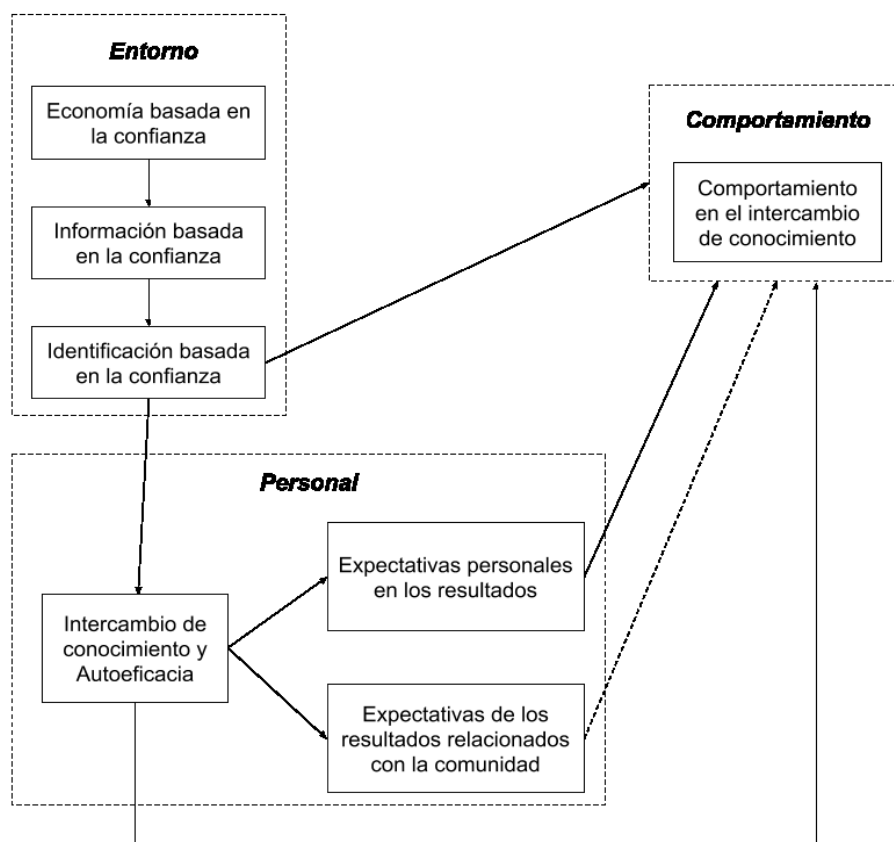 Entorno
Economía basada en
la confianza
Información basada
en la confianza
Identificación basada
en la confianza
Comportamiento
Comportamiento
en el intercambio
de conocimiento
Personal
Expectativas personales
en los resultados
Intercambio de
conocimiento y
Autoeficacia
Expectativas de los
resultados relacionados
con la comunidad